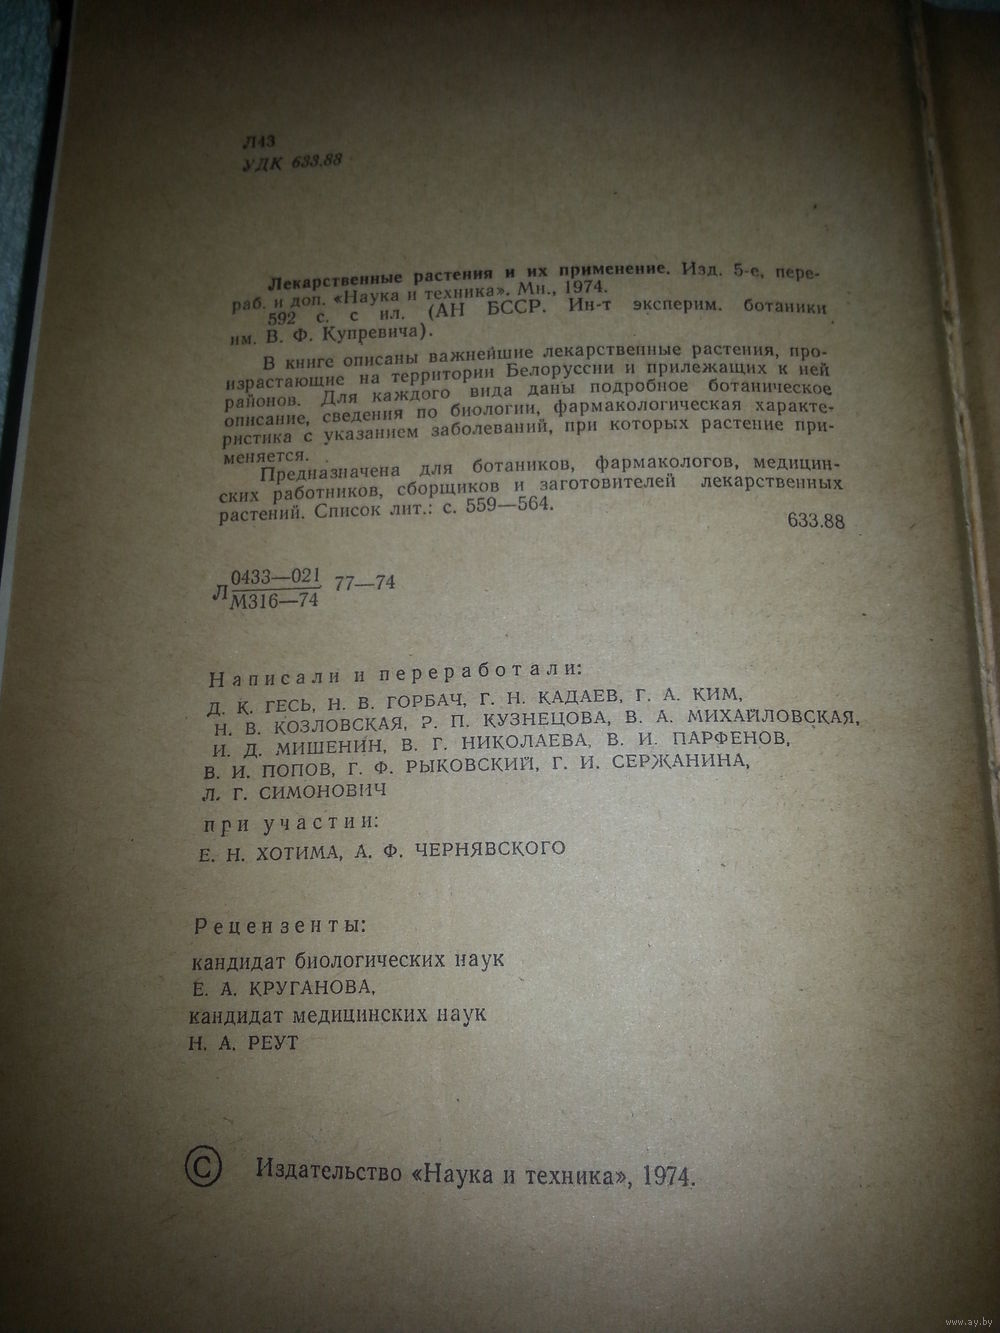 Л43
УДК 633.88
Лекарственные растения и их применение. Изд. 5-е, пере-
раб. и доп. «Наука и техника». Мн., 1974.
592 с. с ил. (АН БССР. Ин-т эксперим. ботаники
им. В. Ф. Купревича).
В книге описаны важнейшие лекарственные растения, про-
израстающие на территории Белоруссии и прилежащих к ней
районов. Для каждого вида даны подробное ботаническое
описание, сведения по биологии, фармакологическая характе-
ристика с указанием заболеваний, при которых растение при-
меняется.
Предназначена для ботаников, фармакологов, медицин-
ских работников, сборщиков и заготовителей лекарственных
растений. Список лит.: с. 559—564.
633.88
Л 0433—021 77—74
М316—74
Написали и переработали:
Д. К. ГЕСЬ, Н. В. ГОРБАЧ, Г. Н. КАДАЕВ, Г. А. КИМ,
Н. В. КОЗЛОВСКАЯ, Р. П. КУЗНЕЦОВА, В. А. МИХАЙЛОВСКАЯ,
И. Д. МИШЕНИН, В. Г. НИКОЛАЕВА, В. И. ПАРФЕНОВ,
В. И. ПОПОВ, Г. Ф. РЫКОВСКИЙ, Г. И. СЕРЖАНИНА,
Л. Г. СИМОНОВИЧ
при участии:
Е. Н. ХОТИМА, А. Ф. ЧЕРНЯВСКОГО
Рецензенты:
кандидат биологических наук
Е. А. КРУГАНОВА,
кандидат медицинских наук
Н. А. РЕУТ
© Издательство «Наука и техника», 1974.
www.ay.by